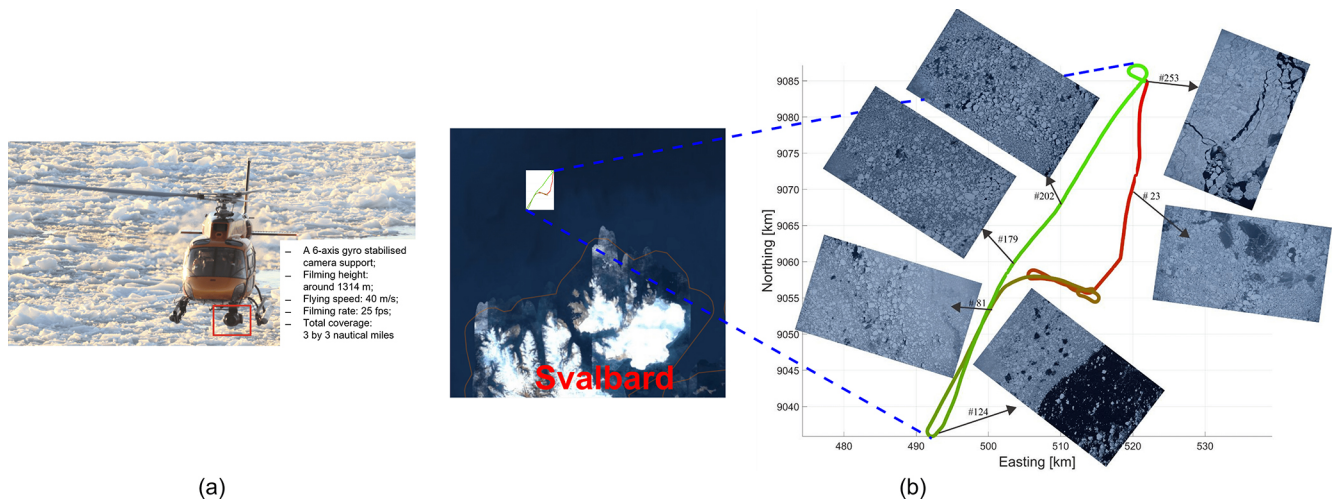 – A 6-axis gyro stabilised
camera support;
– Filming height:
around 1314 m;
– Flying speed: 40 m/s;
– Filming rate: 25 fps;
– Total coverage:
3 by 3 nautical miles
(a)
Svalbard
Northing [km]
9085
9080
9075
9070
9065
9060
9055
9050
9045
9040
#253
# 23
#202
#179
#81
#124
480
490
500
510
520
530
Easting [km]
(b)